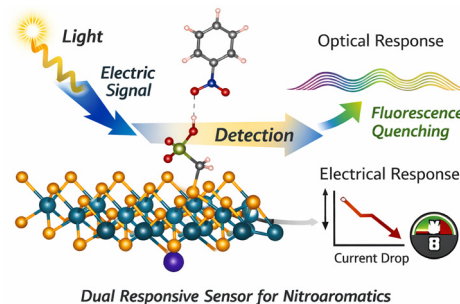 Light
Electric
Signal
Optical Response
Detection
Fluorescence
Quenching
Electrical Response
Current Drop
8
Dual Responsive Sensor for Nitroaromatics